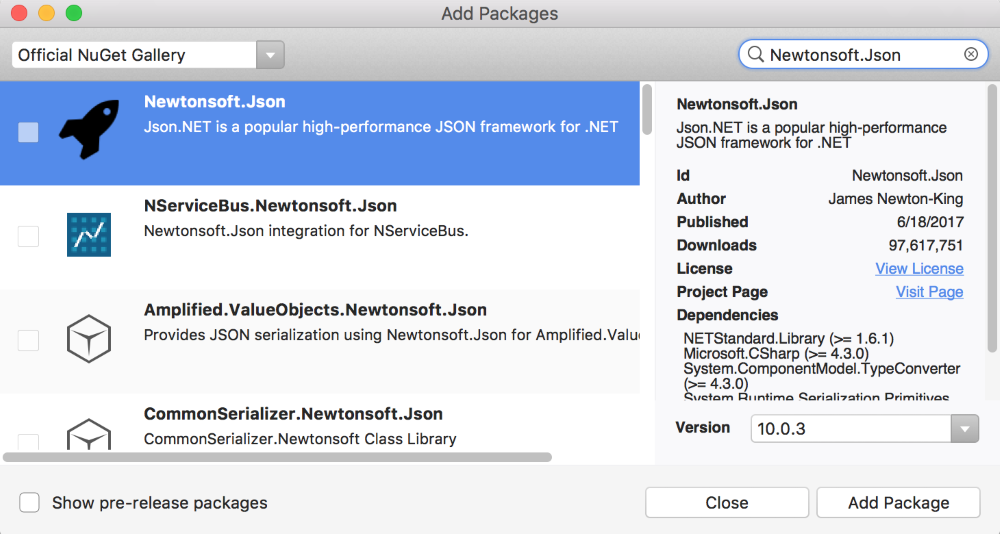 Add Packages
Official NuGet Gallery
Newtonsoft.Json
Newtonsoft.Json
Json.NET is a popular high-performance JSON framework for .NET
NServiceBus.Newtonsoft.Json
Newtonsoft.Json integration for NServiceBus.
Amplified.ValueObjects.Newtonsoft.Json
Provides JSON serialization using Newtonsoft.Json for Amplified.Valu
CommonSerializer.Newtonsoft.Json
CommonSerializer.Newtonsoft Class Library
Newtonsoft.Json
Json.NET is a popular high-performance
JSON framework for .NET
Id Newtonsoft.Json
Author James Newton-King
Published 6/18/2017
Downloads 97,617,751
License View License
Project Page Visit Page
Dependencies
NETStandard.Library (>= 1.6.1)
Microsoft.CSharp (>= 4.3.0)
System.ComponentModel.TypeConverter
(>= 4.3.0)
System.Runtime.Serialization.Primitives
Version 10.0.3
Show pre-release packages
Close
Add Package